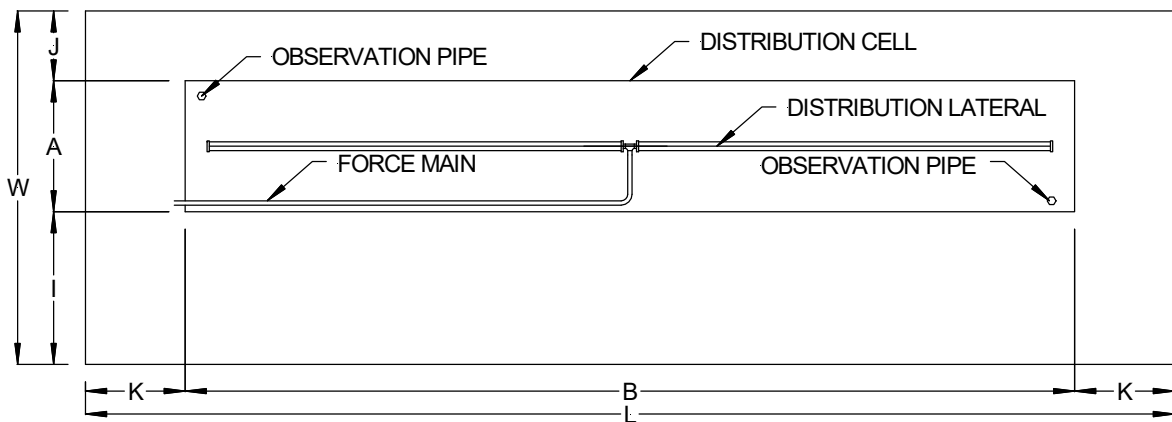 DISTRIBUTION CELL
J
OBSERVATION PIPE
DISTRIBUTION LATERAL
A
FORCE MAIN
OBSERVATION PIPE
W
I
K
B
K
L